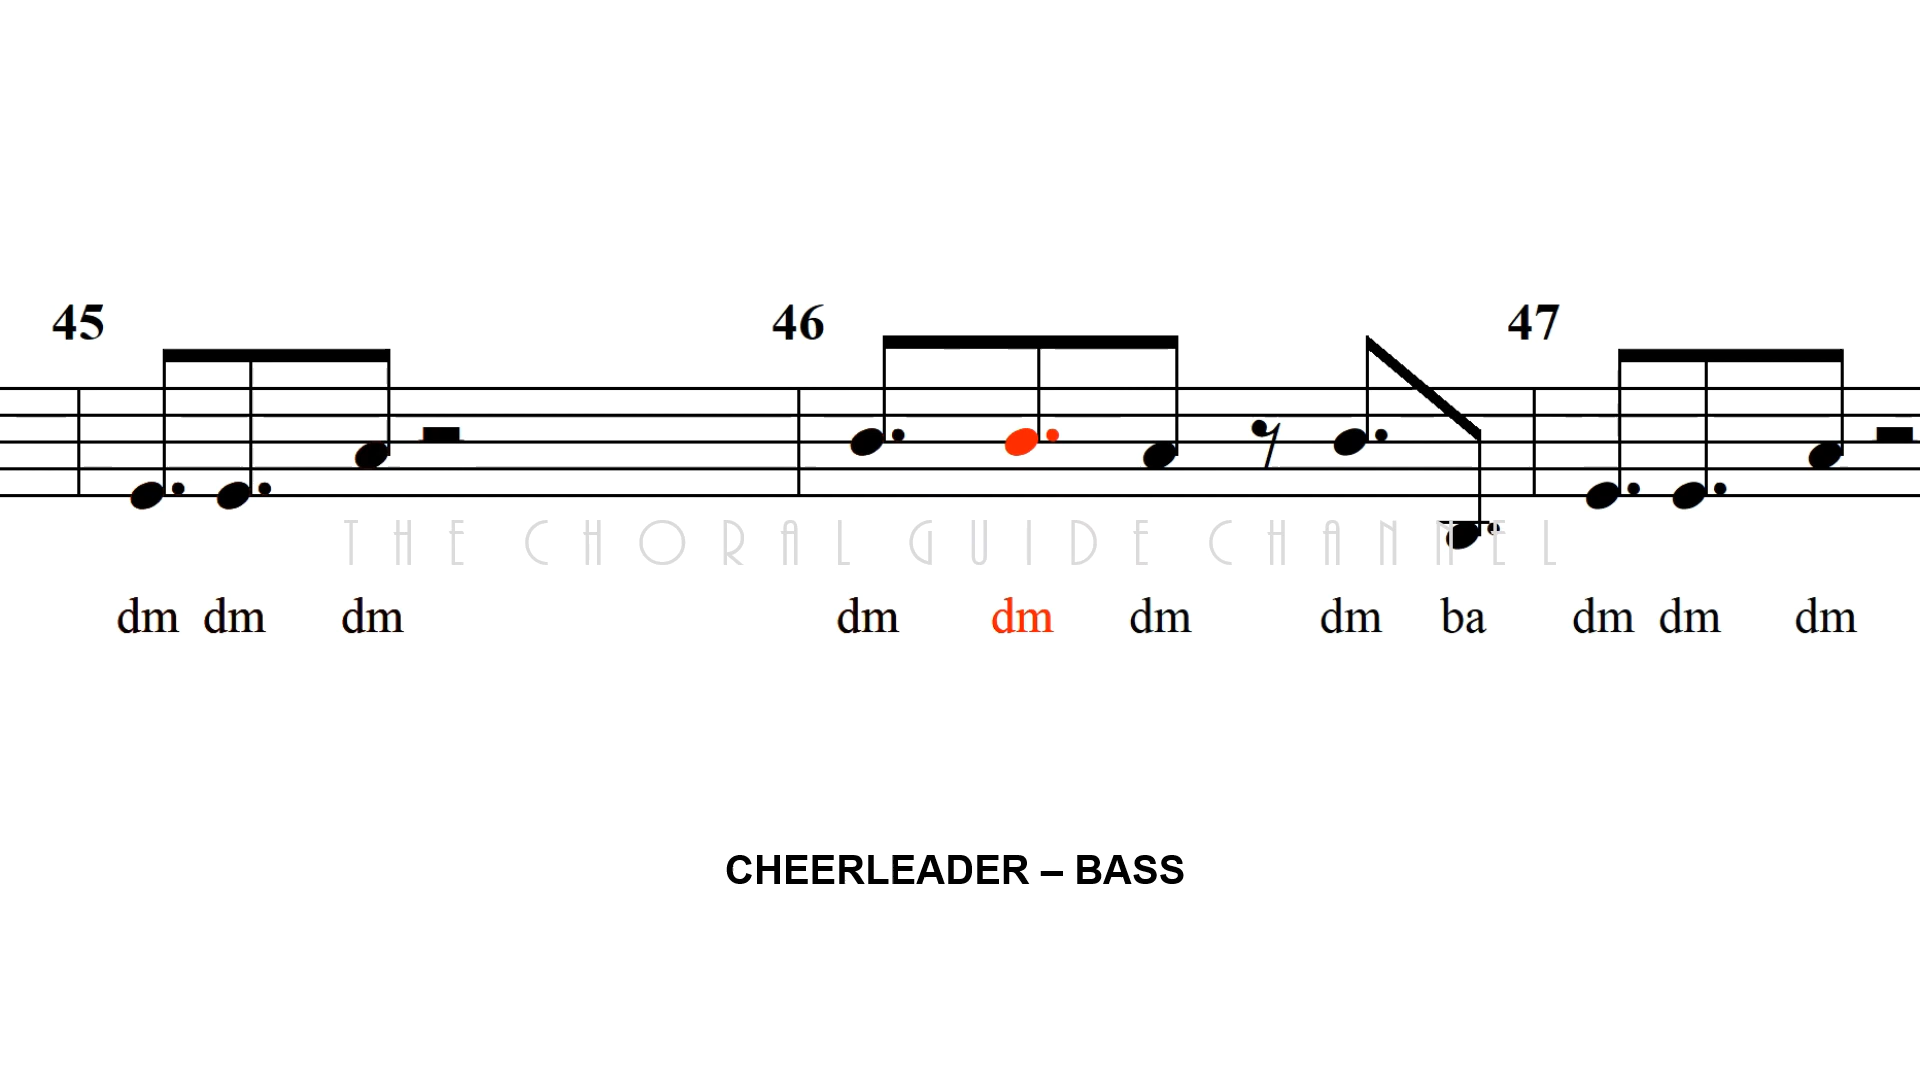 45 46 47
THE CHORAL GUIDE CHANNEL
dm dm dm dm dm dm dm ba dm dm dm
CHEERLEADER – BASS